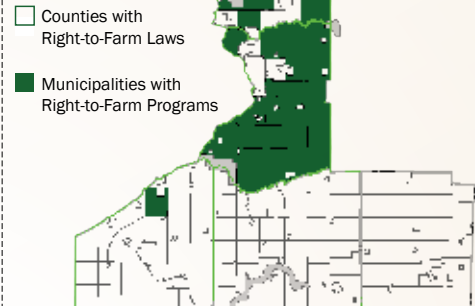 Counties with
Right-to-Farm Laws
Municipalities with
Right-to-Farm Programs